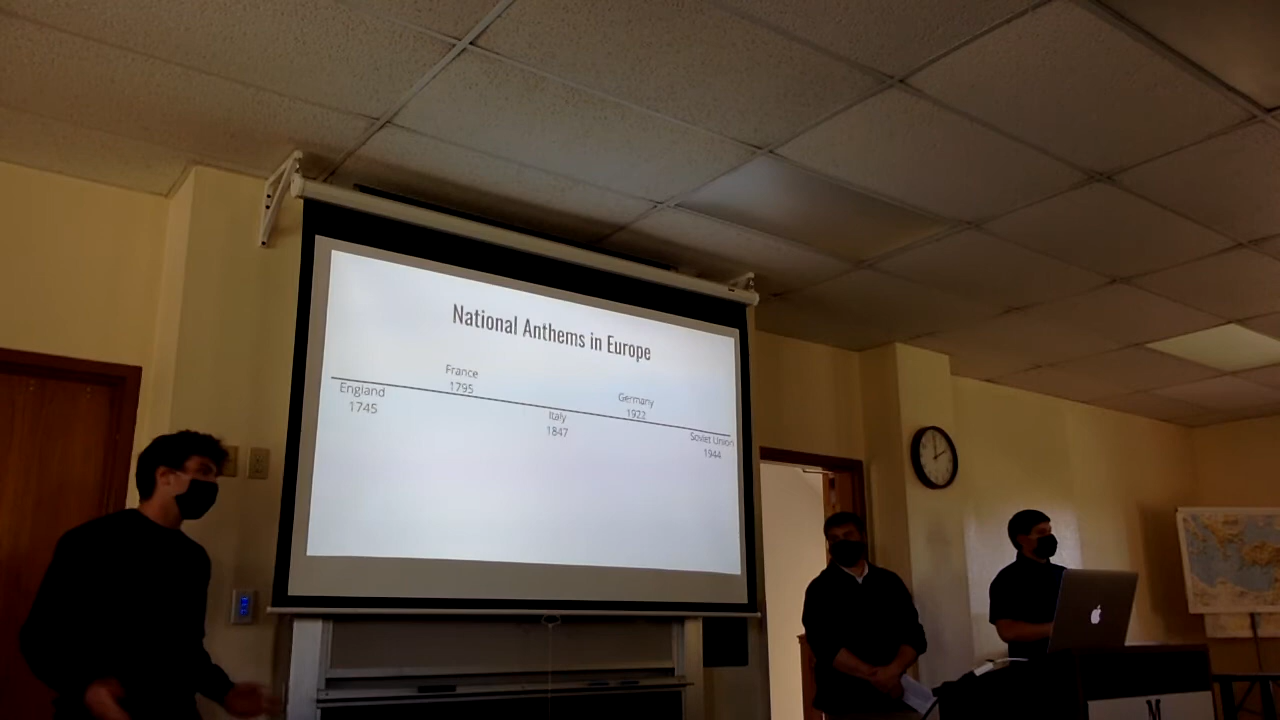 National Anthems in Europe
France
1795
England
1745
Germany
1922
Italy
1847
Soviet Union
1944
M